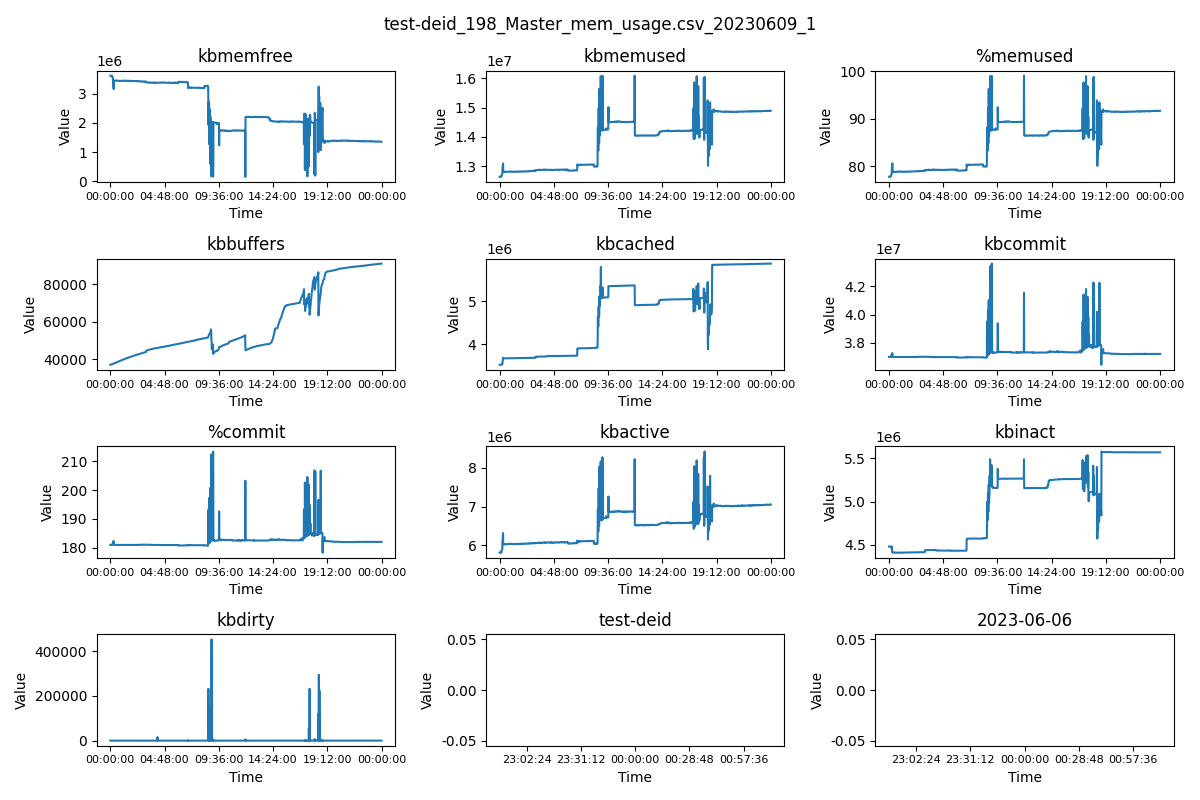 test-deid_198_Master_mem_usage.csv_20230609_1
kbmemfree
1e6
3
2
1
0
Value
00:00:00 04:48:00 09:36:00 14:24:00 19:12:00 00:00:00
Time
kbmemused
1e7
1.6
1.5
1.4
1.3
Value
00:00:00 04:48:00 09:36:00 14:24:00 19:12:00 00:00:00
Time
%memused
100
90
80
Value
00:00:00 04:48:00 09:36:00 14:24:00 19:12:00 00:00:00
Time
kbbuffers
80000
60000
40000
Value
00:00:00 04:48:00 09:36:00 14:24:00 19:12:00 00:00:00
Time
kbcached
1e6
5
4
Value
00:00:00 04:48:00 09:36:00 14:24:00 19:12:00 00:00:00
Time
kbcommit
1e7
4.2
4.0
3.8
Value
00:00:00 04:48:00 09:36:00 14:24:00 19:12:00 00:00:00
Time
%commit
210
200
190
180
Value
00:00:00 04:48:00 09:36:00 14:24:00 19:12:00 00:00:00
Time
kbactive
1e6
8
7
6
Value
00:00:00 04:48:00 09:36:00 14:24:00 19:12:00 00:00:00
Time
kbinact
1e6
5.5
5.0
4.5
Value
00:00:00 04:48:00 09:36:00 14:24:00 19:12:00 00:00:00
Time
kbdirty
400000
200000
0
Value
00:00:00 04:48:00 09:36:00 14:24:00 19:12:00 00:00:00
Time
test-deid
0.05
0.00
-0.05
Value
23:02:24 23:31:12 00:00:00 00:28:48 00:57:36
Time
2023-06-06
0.05
0.00
-0.05
Value
23:02:24 23:31:12 00:00:00 00:28:48 00:57:36
Time